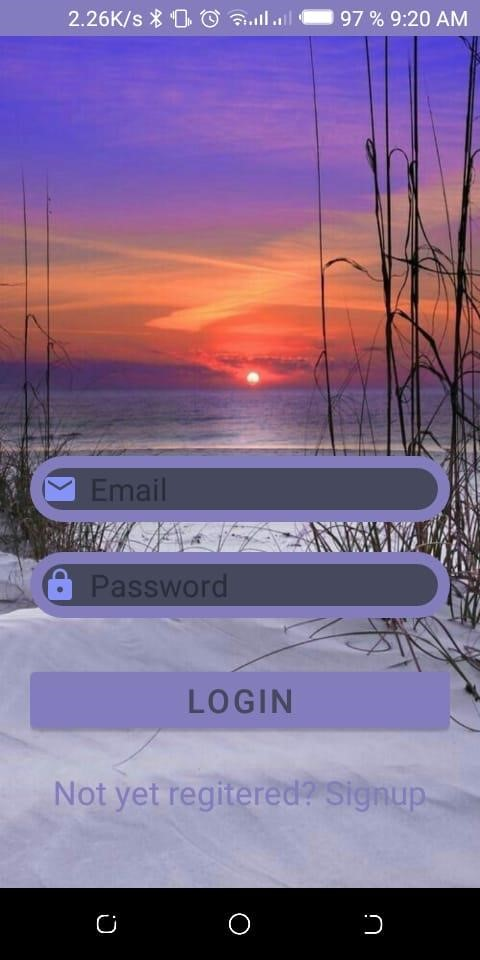 2.26K/s 97 % 9:20 AM
Email
Password
LOGIN
Not yet regitered? Signup